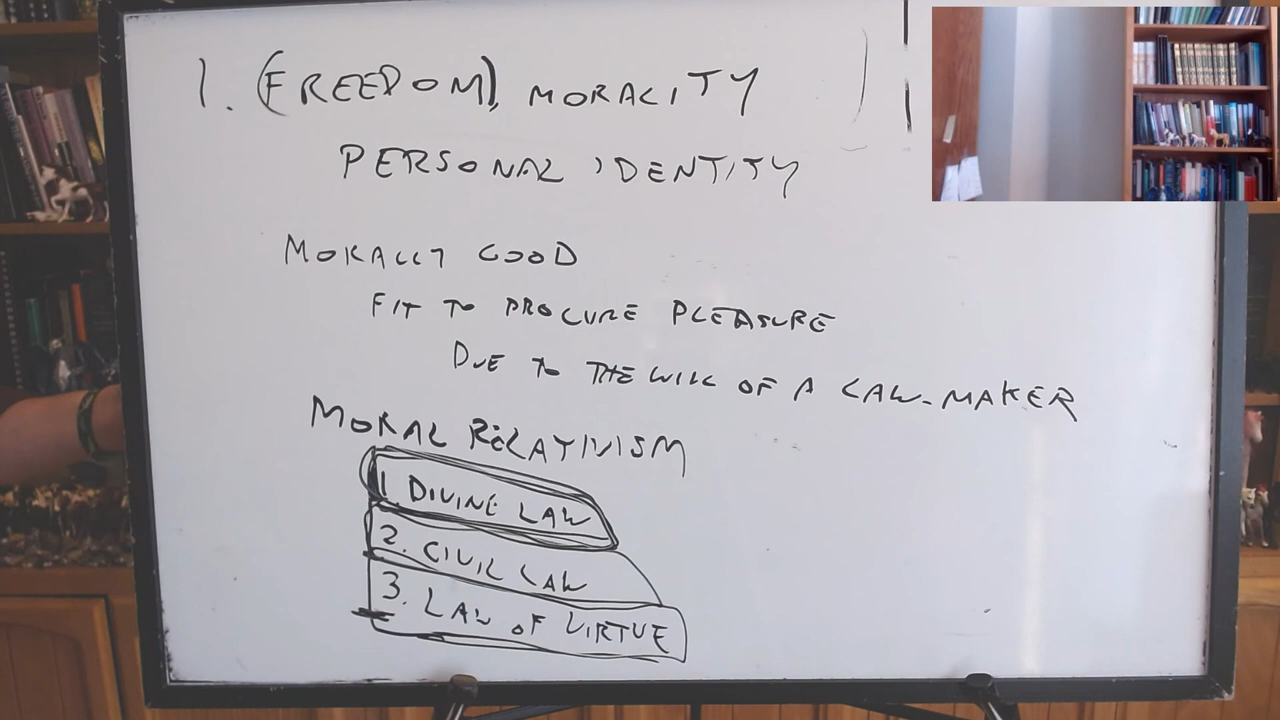 1. (FREEDOM), MORALITY
PERSONAL IDENTITY
MORALLY GOOD
FIT TO PROCURE PLEASURE
DUE TO THE WILL OF A LAW-MAKER
MORAL RELATIVISM
1. DIVINE LAW
2. CIVIL LAW
3. LAW OF VIRTUE